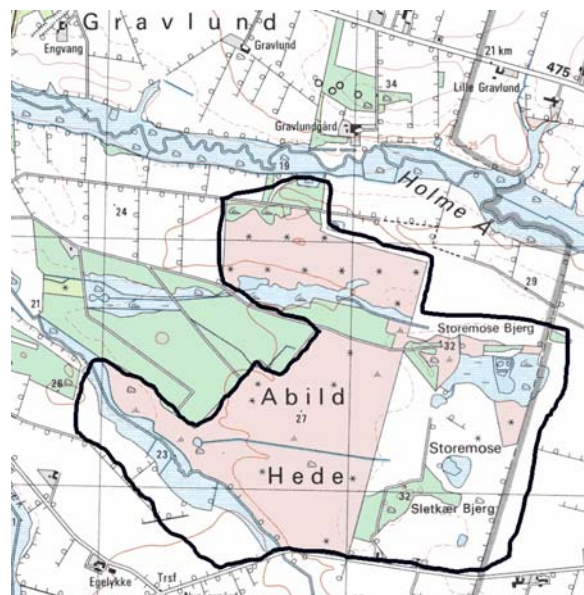 Gravlund
Engvang
Gravlund
21 km
475
34
Lille Gravlund
Gravlundgård
25
19
Holme Å
24
29
21
Storemose Bjerg
32
26
Abild
27
Storemose
23
Hede
32
Sletkær Bjerg
Egelykke
Trsf